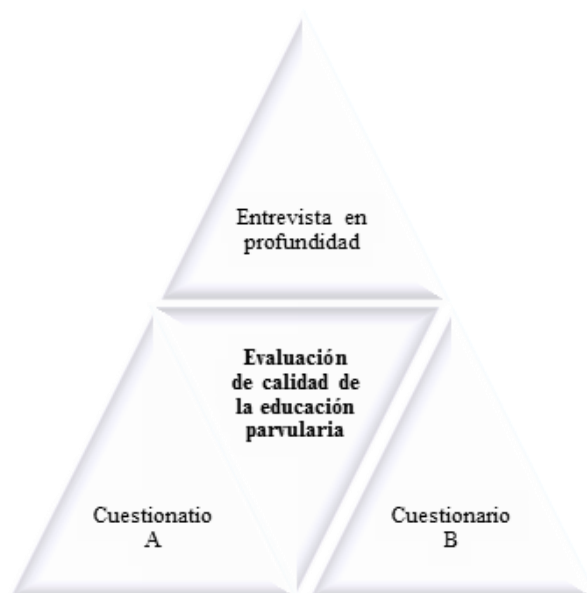 Entrevista en
profundidad
Evaluación
de calidad de
la educación
parvularia
Cuestionatio
A
Cuestionario
B